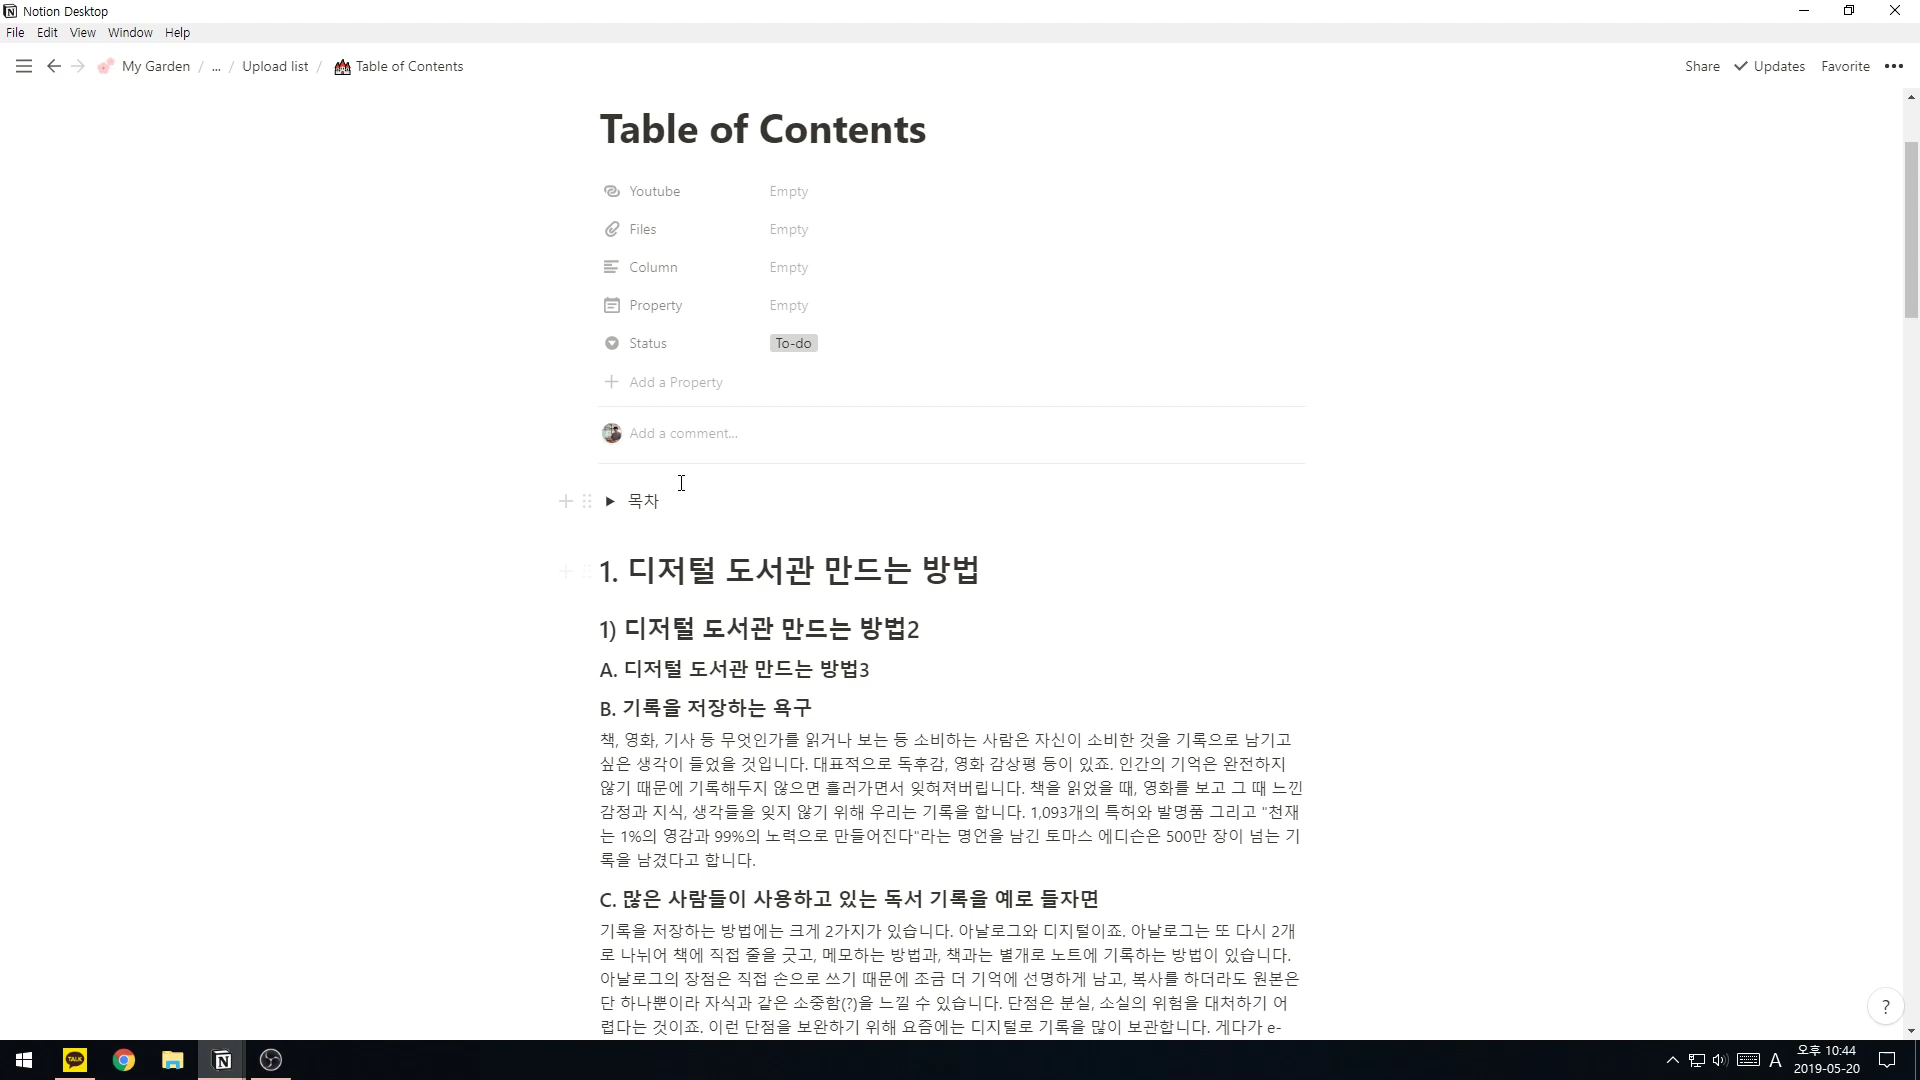 Notion Desktop
File Edit View Window Help
My Garden / ... / Upload list / Table of Contents
Share Updates Favorite •••
Table of Contents
Youtube Empty
Files Empty
Column Empty
Property Empty
Status To-do
Add a Property
Add a comment...
목차
1. 디저털 도서관 만드는 방법
1) 디저털 도서관 만드는 방법2
A. 디저털 도서관 만드는 방법3
B. 기록을 저장하는 욕구
책, 영화, 기사 등 무엇인가를 읽거나 보는 등 소비하는 사람은 자신이 소비한 것을 기록으로 남기고
싶은 생각이 들었을 것입니다. 대표적으로 독후감, 영화 감상평 등이 있죠. 인간의 기억은 완전하지
않기 때문에 기록해두지 않으면 흘러가면서 잊혀져버립니다. 책을 읽었을 때, 영화를 보고 그 때 느낀
감정과 지식, 생각들을 잊지 않기 위해 우리는 기록을 합니다. 1,093개의 특허와 발명품 그리고 "천재
는 1%의 영감과 99%의 노력으로 만들어진다"라는 명언을 남긴 토마스 에디슨은 500만 장이 넘는 기
록을 남겼다고 합니다.
C. 많은 사람들이 사용하고 있는 독서 기록을 예로 들자면
기록을 저장하는 방법에는 크게 2가지가 있습니다. 아날로그와 디지털이죠. 아날로그는 또 다시 2개
로 나뉘어 책에 직접 줄을 긋고, 메모하는 방법과, 책과는 별개로 노트에 기록하는 방법이 있습니다.
아날로그의 장점은 직접 손으로 쓰기 때문에 조금 더 기억에 선명하게 남고, 복사를 하더라도 원본은
단 하나뿐이라 자식과 같은 소중함(?)을 느낄 수 있습니다. 단점은 분실, 소실의 위험을 대처하기 어
렵다는 것이죠. 이런 단점을 보완하기 위해 요즘에는 디지털로 기록을 많이 보관합니다. 게다가 e-
?
TALK
A
오후 10:44
2019-05-20